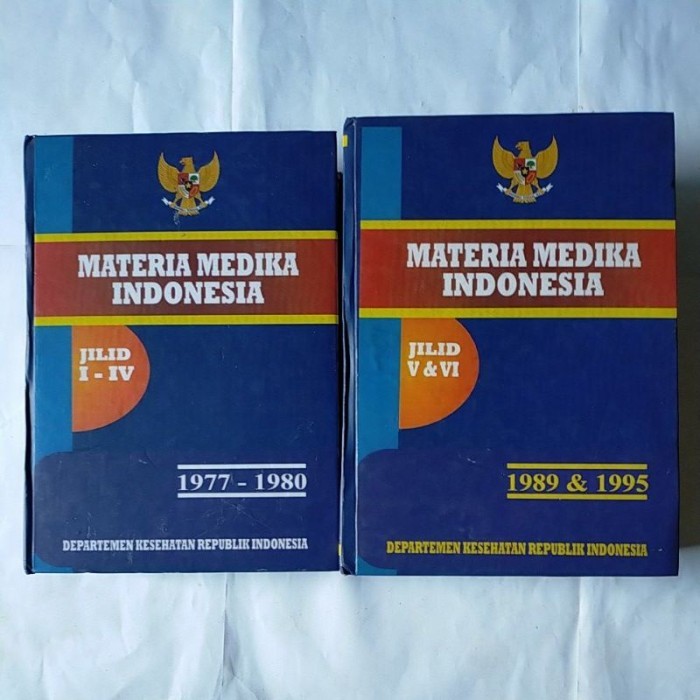 MATERIA MEDIKA
INDONESIA
JILID
I - IV
1977 - 1980
DEPARTEMEN KESEHATAN REPUBLIK INDONESIA
MATERIA MEDIKA
INDONESIA
JILID
V & VI
1989 & 1995
DEPARTEMEN KESEHATAN REPUBLIK INDONESIA